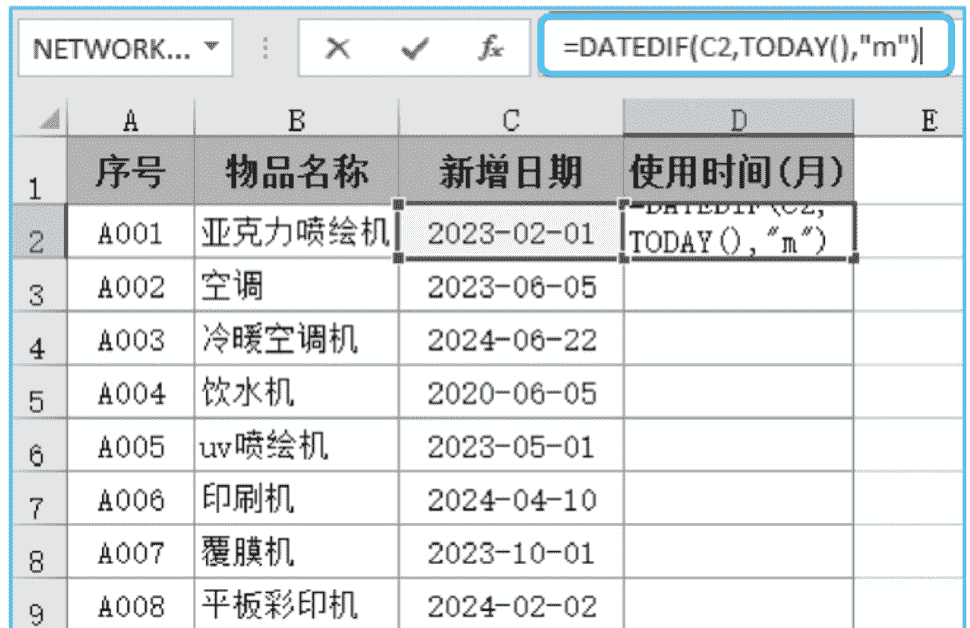 NETWORK... fx =DATEDIF(C2,TODAY(),"m")
A B C D E
1 序号 物品名称 新增日期 使用时间(月)
=DATEDIF(C2,
2 A001 亚克力喷绘机 2023-02-01 TODAY(),"m")
3 A002 空调 2023-06-05
4 A003 冷暖空调机 2024-06-22
5 A004 饮水机 2020-06-05
6 A005 uv喷绘机 2023-05-01
7 A006 印刷机 2024-04-10
8 A007 覆膜机 2023-10-01
9 A008 平板彩印机 2024-02-02